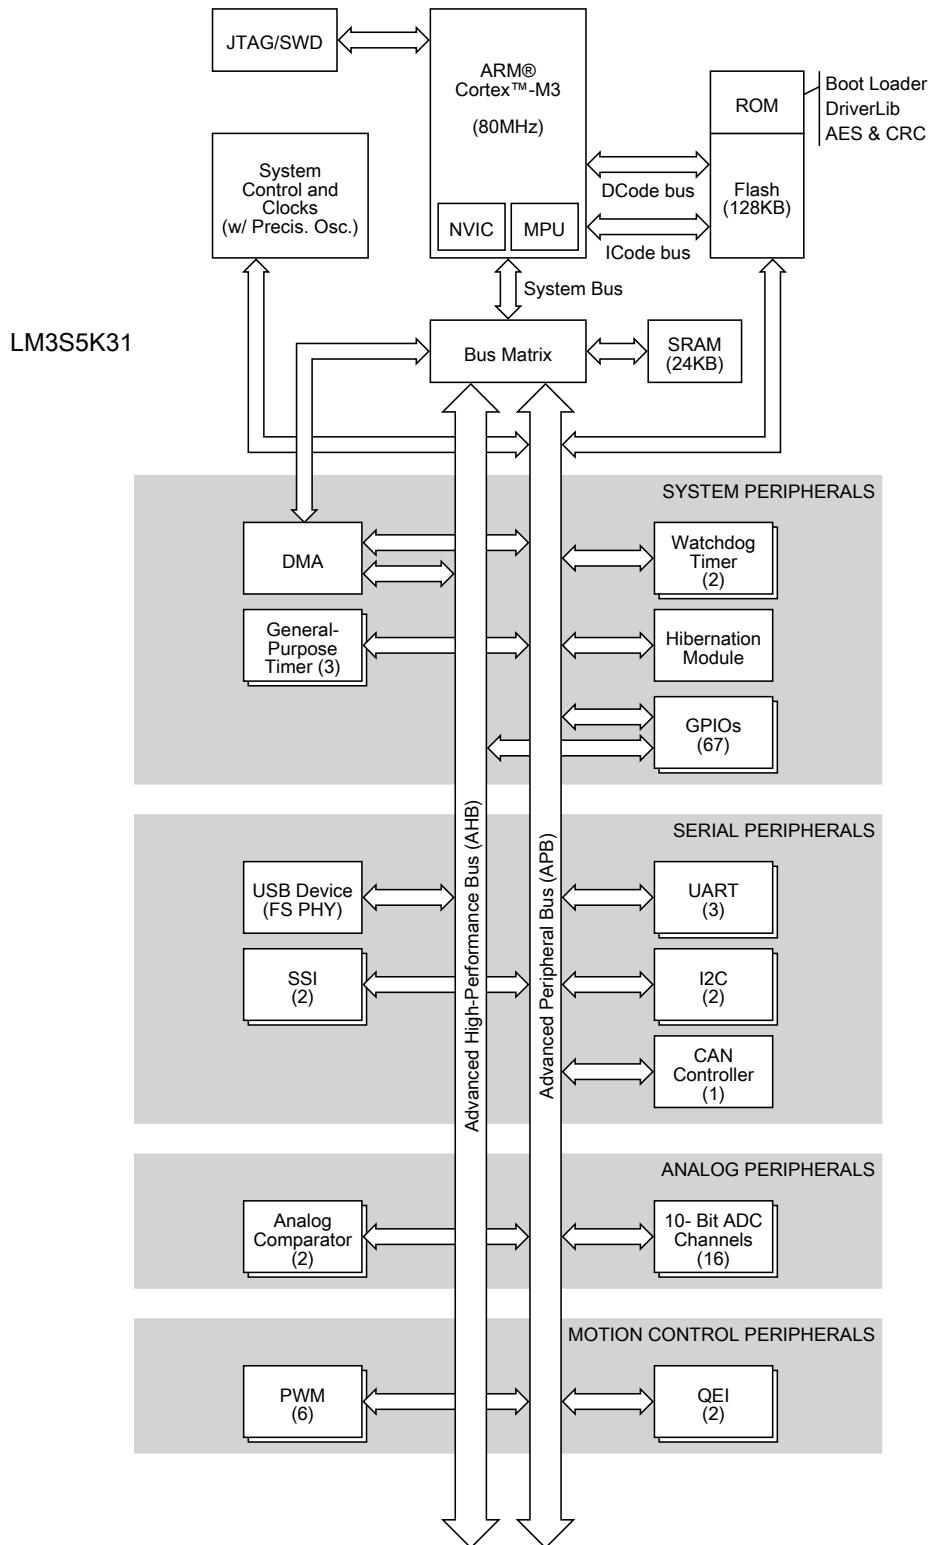 JTAG/SWD
ARM®
Cortex™-M3
(80MHz)
NVIC
MPU
ROM
Boot Loader
DriverLib
AES & CRC
Flash
(128KB)
DCode bus
ICode bus
System
Control and
Clocks
(w/ Precis. Osc.)
System Bus
LM3S5K31
Bus Matrix
SRAM
(24KB)
SYSTEM PERIPHERALS
DMA
Watchdog
Timer
(2)
General-
Purpose
Timer (3)
Hibernation
Module
GPIOs
(67)
Advanced High-Performance Bus (AHB)
Advanced Peripheral Bus (APB)
SERIAL PERIPHERALS
USB Device
(FS PHY)
UART
(3)
SSI
(2)
I2C
(2)
CAN
Controller
(1)
ANALOG PERIPHERALS
Analog
Comparator
(2)
10- Bit ADC
Channels
(16)
MOTION CONTROL PERIPHERALS
PWM
(6)
QEI
(2)